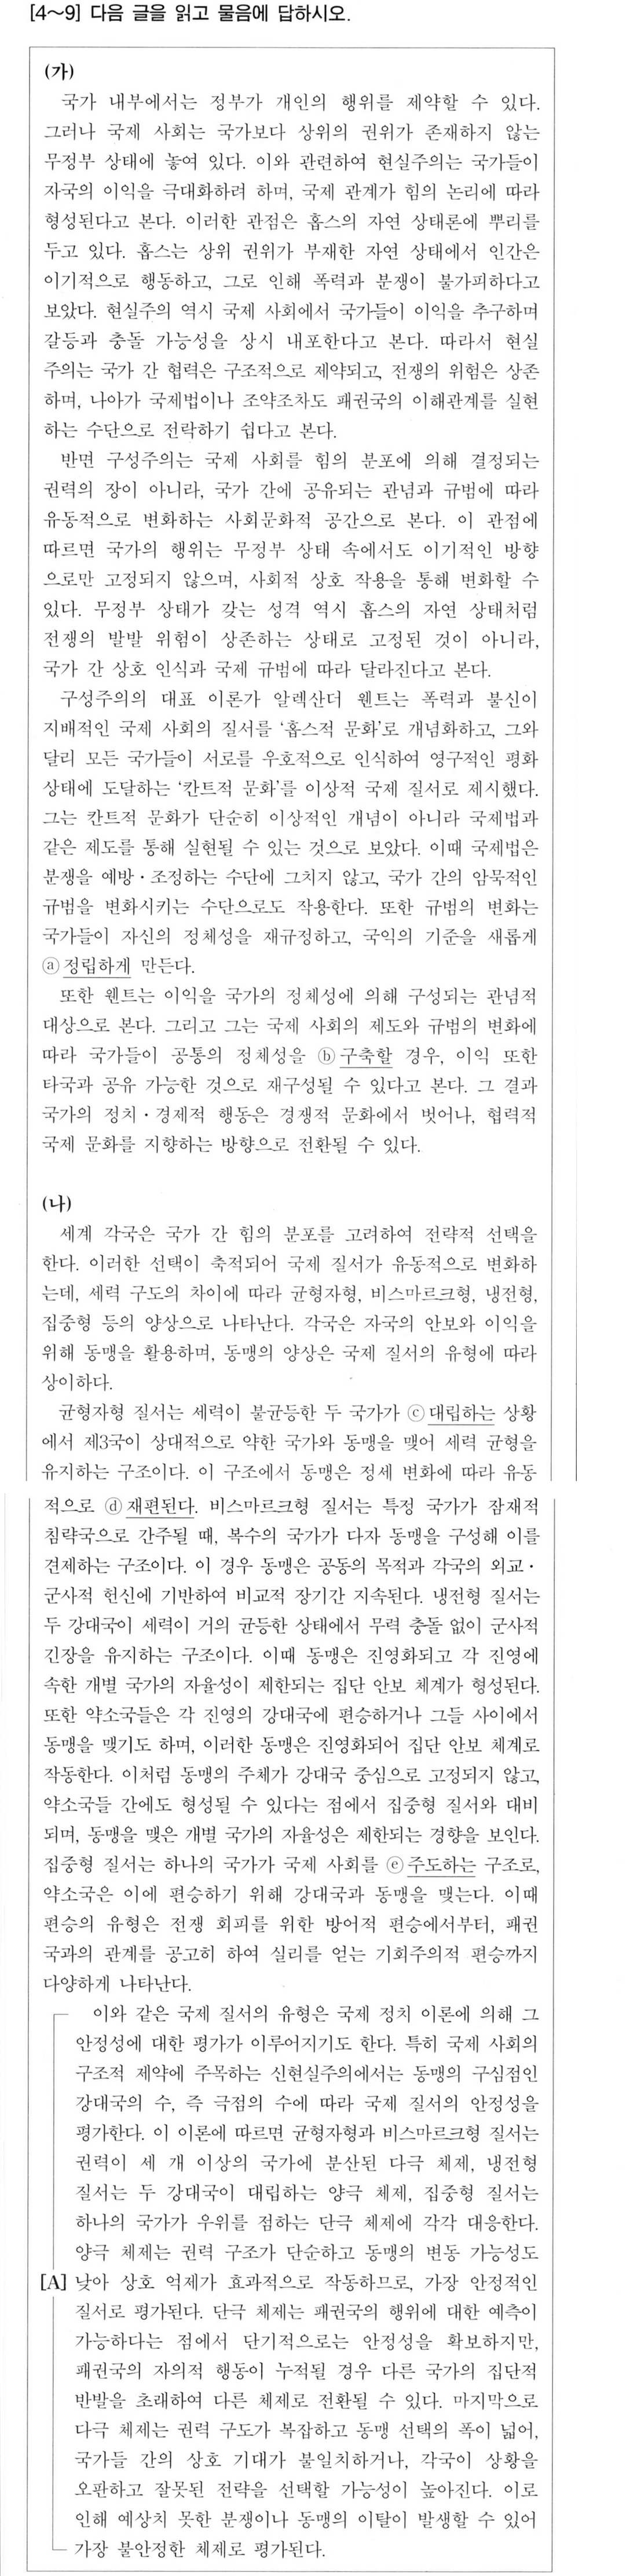 [4～9] 다음 글을 읽고 물음에 답하시오.
(가)
국가 내부에서는 정부가 개인의 행위를 제약할 수 있다.
그러나 국제 사회는 국가보다 상위의 권위가 존재하지 않는
무정부 상태에 놓여 있다. 이와 관련하여 현실주의는 국가들이
자국의 이익을 극대화하려 하며, 국제 관계가 힘의 논리에 따라
형성된다고 본다. 이러한 관점은 홉스의 자연 상태론에 뿌리를
두고 있다. 홉스는 상위 권위가 부재한 자연 상태에서 인간은
이기적으로 행동하고, 그로 인해 폭력과 분쟁이 불가피하다고
보았다. 현실주의 역시 국제 사회에서 국가들이 이익을 추구하며
갈등과 충돌 가능성을 상시 내포한다고 본다. 따라서 현실
주의는 국가 간 협력은 구조적으로 제약되고, 전쟁의 위험은 상존
하며, 나아가 국제법이나 조약조차도 패권국의 이해관계를 실현
하는 수단으로 전락하기 쉽다고 본다.
반면 구성주의는 국제 사회를 힘의 분포에 의해 결정되는
권력의 장이 아니라, 국가 간에 공유되는 관념과 규범에 따라
유동적으로 변화하는 사회문화적 공간으로 본다. 이 관점에
따르면 국가의 행위는 무정부 상태 속에서도 이기적인 방향
으로만 고정되지 않으며, 사회적 상호 작용을 통해 변화할 수
있다. 무정부 상태가 갖는 성격 역시 홉스의 자연 상태처럼
전쟁의 발발 위험이 상존하는 상태로 고정된 것이 아니라,
국가 간 상호 인식과 국제 규범에 따라 달라진다고 본다.
구성주의의 대표 이론가 알렉산더 웬트는 폭력과 불신이
지배적인 국제 사회의 질서를 ‘홉스적 문화’로 개념화하고, 그와
달리 모든 국가들이 서로를 우호적으로 인식하여 영구적인 평화
상태에 도달하는 ‘칸트적 문화’를 이상적 국제 질서로 제시했다.
그는 칸트적 문화가 단순히 이상적인 개념이 아니라 국제법과
같은 제도를 통해 실현될 수 있는 것으로 보았다. 이때 국제법은
분쟁을 예방·조정하는 수단에 그치지 않고, 국가 간의 암묵적인
규범을 변화시키는 수단으로도 작용한다. 또한 규범의 변화는
국가들이 자신의 정체성을 재규정하고, 국익의 기준을 새롭게
ⓐ 정립하게 만든다.
또한 웬트는 이익을 국가의 정체성에 의해 구성되는 관념적
대상으로 본다. 그리고 그는 국제 사회의 제도와 규범의 변화에
따라 국가들이 공통의 정체성을 ⓑ 구축할 경우, 이익 또한
타국과 공유 가능한 것으로 재구성될 수 있다고 본다. 그 결과
국가의 정치·경제적 행동은 경쟁적 문화에서 벗어나, 협력적
국제 문화를 지향하는 방향으로 전환될 수 있다.
(나)
세계 각국은 국가 간 힘의 분포를 고려하여 전략적 선택을
한다. 이러한 선택이 축적되어 국제 질서가 유동적으로 변화하
는데, 세력 구도의 차이에 따라 균형자형, 비스마르크형, 냉전형,
집중형 등의 양상으로 나타난다. 각국은 자국의 안보와 이익을
위해 동맹을 활용하며, 동맹의 양상은 국제 질서의 유형에 따라
상이하다.
균형자형 질서는 세력이 불균등한 두 국가가 ⓒ 대립하는 상황
에서 제3국이 상대적으로 약한 국가와 동맹을 맺어 세력 균형을
유지하는 구조이다. 이 구조에서 동맹은 정세 변화에 따라 유동
적으로 ⓓ 재편된다. 비스마르크형 질서는 특정 국가가 잠재적
침략국으로 간주될 때, 복수의 국가가 다자 동맹을 구성해 이를
견제하는 구조이다. 이 경우 동맹은 공동의 목적과 각국의 외교·
군사적 헌신에 기반하여 비교적 장기간 지속된다. 냉전형 질서는
두 강대국이 세력이 거의 균등한 상태에서 무력 충돌 없이 군사적
긴장을 유지하는 구조이다. 이때 동맹은 진영화되고 각 진영에
속한 개별 국가의 자율성이 제한되는 집단 안보 체계가 형성된다.
또한 약소국들은 각 진영의 강대국에 편승하거나 그들 사이에서
동맹을 맺기도 하며, 이러한 동맹은 진영화되어 집단 안보 체계로
작동한다. 이처럼 동맹의 주체가 강대국 중심으로 고정되지 않고,
약소국들 간에도 형성될 수 있다는 점에서 집중형 질서와 대비
되며, 동맹을 맺은 개별 국가의 자율성은 제한되는 경향을 보인다.
집중형 질서는 하나의 국가가 국제 사회를 ⓔ 주도하는 구조로,
약소국은 이에 편승하기 위해 강대국과 동맹을 맺는다. 이때
편승의 유형은 전쟁 회피를 위한 방어적 편승에서부터, 패권
국과의 관계를 공고히 하여 실리를 얻는 기회주의적 편승까지
다양하게 나타난다.
이와 같은 국제 질서의 유형은 국제 정치 이론에 의해 그
안정성에 대한 평가가 이루어지기도 한다. 특히 국제 사회의
구조적 제약에 주목하는 신현실주의에서는 동맹의 구심점인
강대국의 수, 즉 극점의 수에 따라 국제 질서의 안정성을
평가한다. 이 이론에 따르면 균형자형과 비스마르크형 질서는
권력이 세 개 이상의 국가에 분산된 다극 체제, 냉전형
질서는 두 강대국이 대립하는 양극 체제, 집중형 질서는
하나의 국가가 우위를 점하는 단극 체제에 각각 대응한다.
양극 체제는 권력 구조가 단순하고 동맹의 변동 가능성도
[A] 낮아 상호 억제가 효과적으로 작동하므로, 가장 안정적인
질서로 평가된다. 단극 체제는 패권국의 행위에 대한 예측이
가능하다는 점에서 단기적으로는 안정성을 확보하지만,
패권국의 자의적 행동이 누적될 경우 다른 국가의 집단적
반발을 초래하여 다른 체제로 전환될 수 있다. 마지막으로
다극 체제는 권력 구도가 복잡하고 동맹 선택의 폭이 넓어,
국가들 간의 상호 기대가 불일치하거나, 각국이 상황을
오판하고 잘못된 전략을 선택할 가능성이 높아진다. 이로
인해 예상치 못한 분쟁이나 동맹의 이탈이 발생할 수 있어
가장 불안정한 체제로 평가된다.